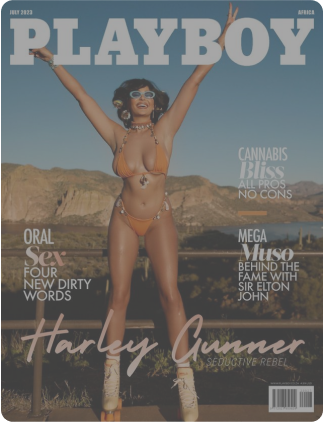 JULY 2023
AFRICA
PLAYBOY
CANNABIS
Bliss
ALL PROS
NO CONS
ORAL
Sex
FOUR
NEW DIRTY
WORDS
MEGA
Muso
BEHIND THE
FAME WITH
SIR ELTON
JOHN
Harley Gunner
SEDUCTIVE REBEL